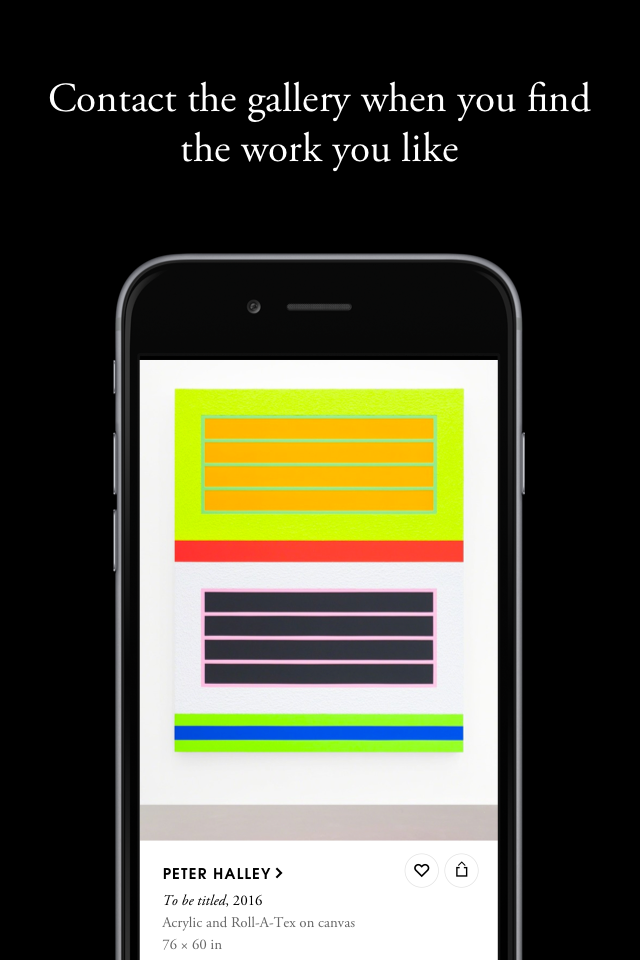 Contact the gallery when you find
the work you like
PETER HALLEY
To be titled, 2016
Acrylic and Roll-A-Tex on canvas
76 × 60 in